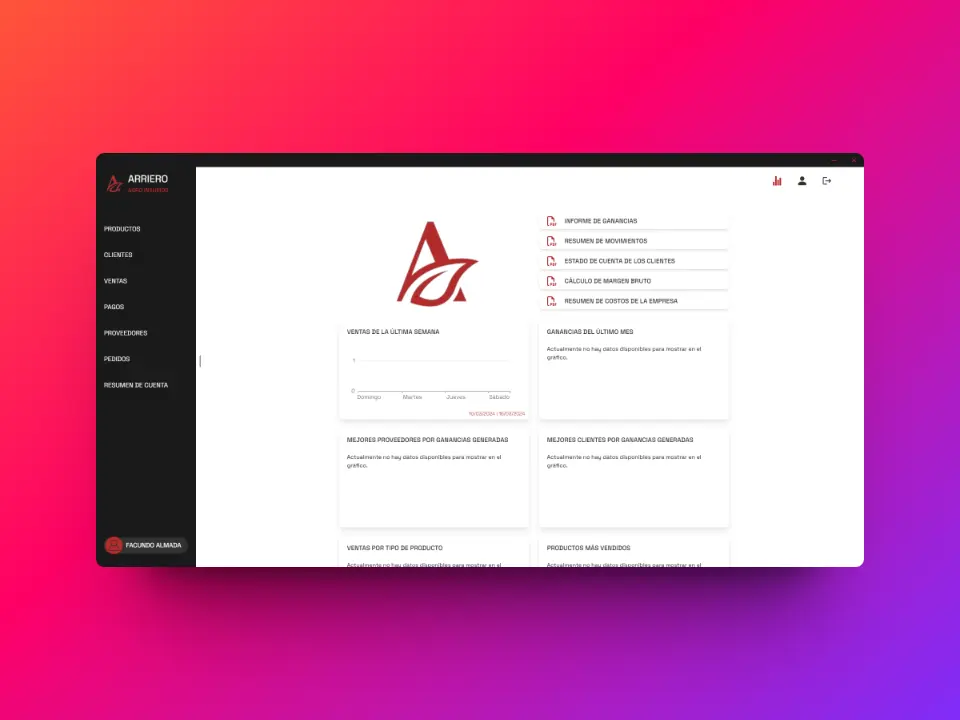 ARRIERO
PRODUCTOS
CLIENTES
VENTAS
PAGOS
PROVEEDORES
PEDIDOS
RESUMEN DE CUENTA
FACUNDO ALMADA
INFORME DE GANANCIAS
RESUMEN DE MOVIMIENTOS
ESTADO DE CUENTA DE LOS CLIENTES
CÁLCULO DE MARGEN BRUTO
RESUMEN DE COSTOS DE LA EMPRESA
VENTAS DE LA ÚLTIMA SEMANA
1
0
Domingo Martes Jueves Sábado
GANANCIAS DEL ÚLTIMO MES
Actualmente no hay datos disponibles para mostrar en el
gráfico.
MEJORES PROVEEDORES POR GANANCIAS GENERADAS
Actualmente no hay datos disponibles para mostrar en el
gráfico.
MEJORES CLIENTES POR GANANCIAS GENERADAS
Actualmente no hay datos disponibles para mostrar en el
gráfico.
VENTAS POR TIPO DE PRODUCTO
Actualmente no hay datos disponibles para mostrar en el
PRODUCTOS MÁS VENDIDOS
Actualmente no hay datos disponibles para mostrar en el